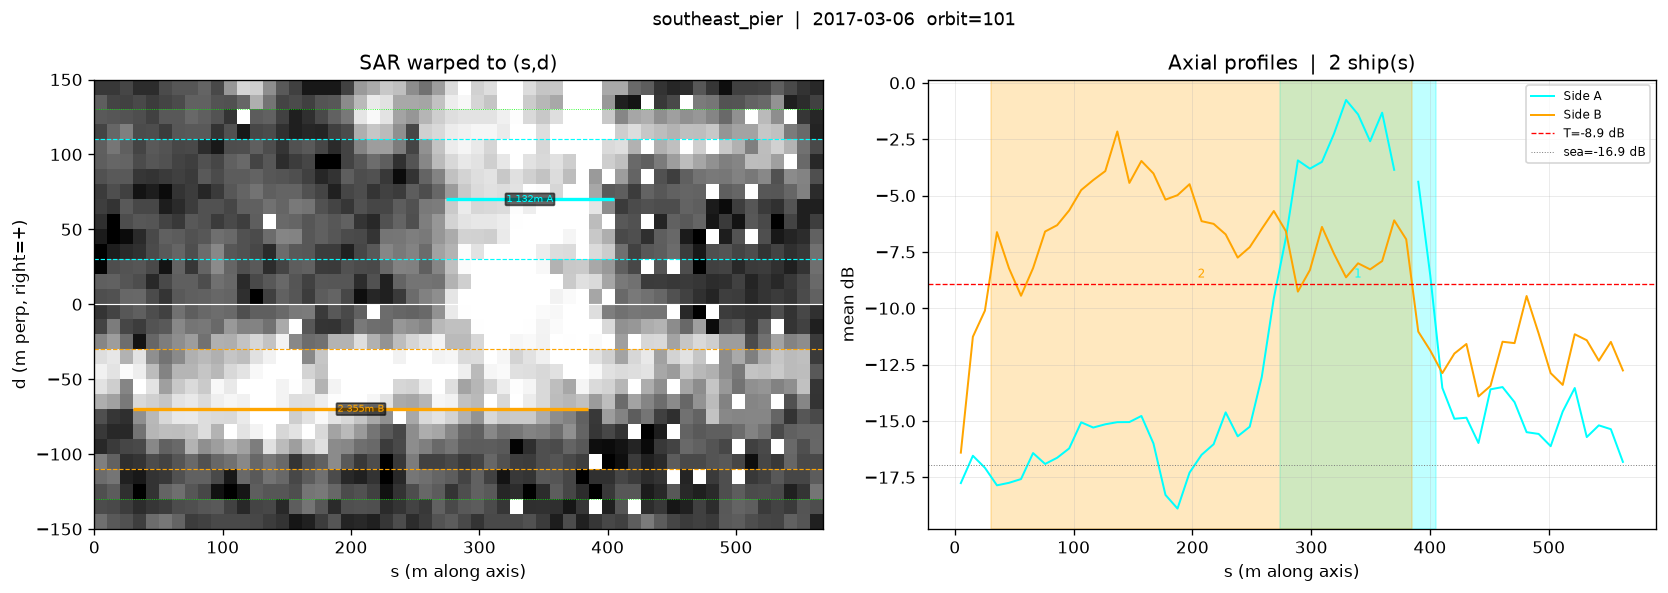 southeast_pier | 2017-03-06 orbit=101
SAR warped to (s,d)
150
100
50
0
−50
−100
−150
d (m perp, right=+)
1 132m A
2 355m B
0
100
200
300
400
500
s (m along axis)
Axial profiles | 2 ship(s)
0.0
−2.5
−5.0
−7.5
−10.0
−12.5
−15.0
−17.5
mean dB
2
1
Side A
Side B
T=-8.9 dB
sea=-16.9 dB
0
100
200
300
400
500
s (m along axis)